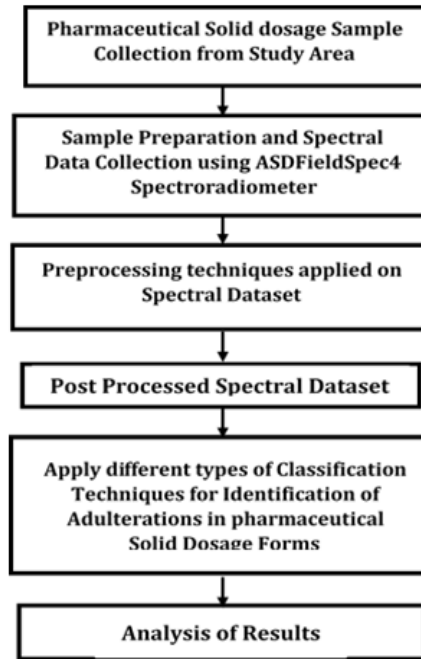 Pharmaceutical Solid dosage Sample
Collection from Study Area
Sample Preparation and Spectral
Data Collection using ASDFieldSpec4
Spectroradiometer
Preprocessing techniques applied on
Spectral Dataset
Post Processed Spectral Dataset
Apply different types of Classification
Techniques for Identification of
Adulterations in pharmaceutical
Solid Dosage Forms
Analysis of Results